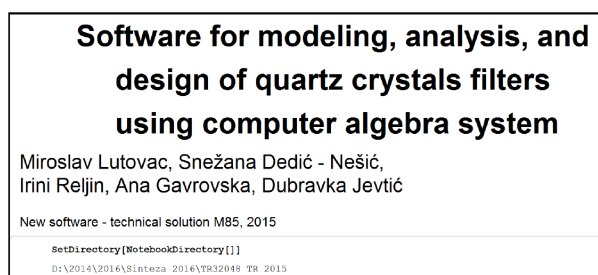 Software for modeling, analysis, and
design of quartz crystals filters
using computer algebra system
Miroslav Lutovac, Snežana Dedić - Nešić,
Irini Reljin, Ana Gavrovska, Dubravka Jevtić
New software - technical solution M85, 2015
SetDirectory[NotebookDirectory[]]
D:\2014\2016\Sinteza 2016\TR32048 TR 2015